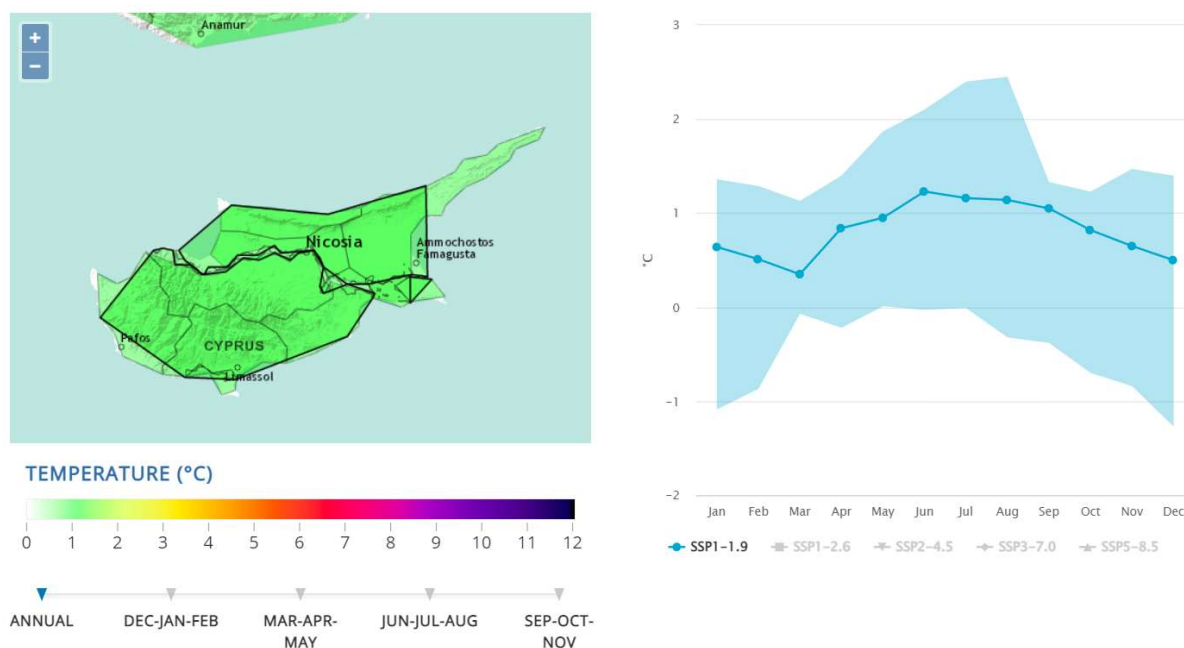 Anamur
+
−
Nicosia
Ammochostos
Famagusta
Pafos
CYPRUS
Limassol
TEMPERATURE (°C)
0 1 2 3 4 5 6 7 8 9 10 11 12
ANNUAL DEC-JAN-FEB MAR-APR-MAY JUN-JUL-AUG SEP-OCT-NOV
3
2
1
°C
0
−1
−2
Jan Feb Mar Apr May Jun Jul Aug Sep Oct Nov Dec
SSP1−1.9 SSP1−2.6 SSP2−4.5 SSP3−7.0 SSP5−8.5